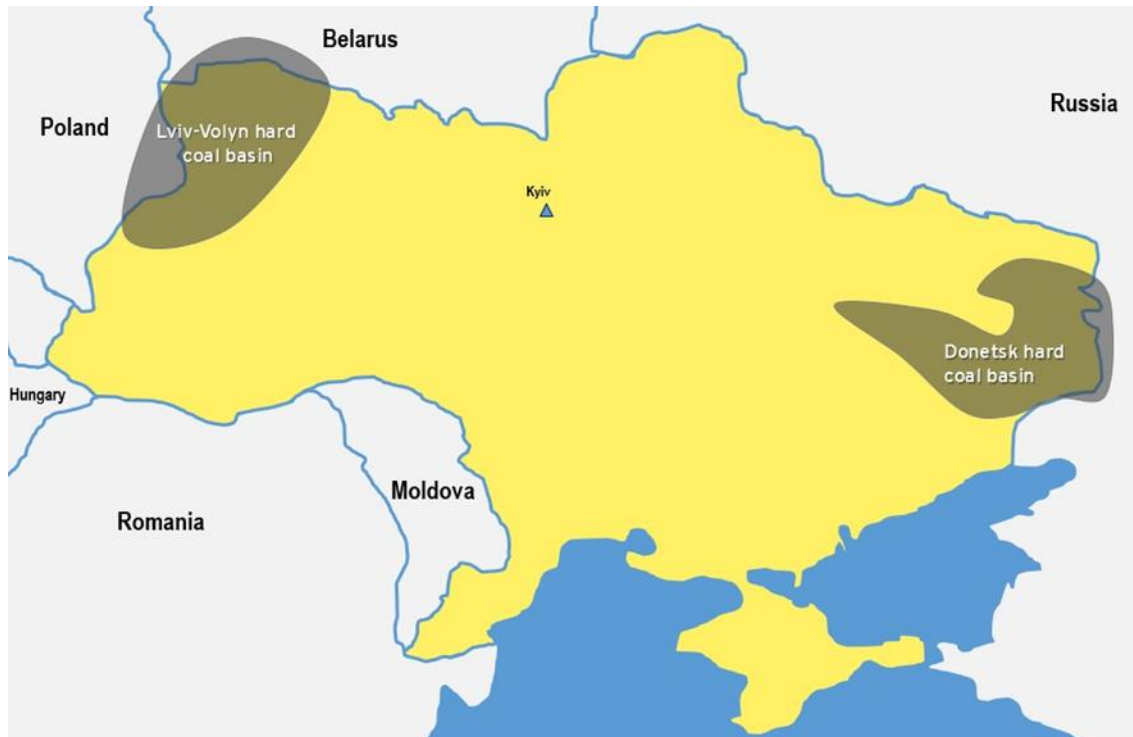 Belarus
Russia
Poland
Lviv-Volyn hard
coal basin
Kyiv
Donetsk hard
coal basin
Hungary
Moldova
Romania